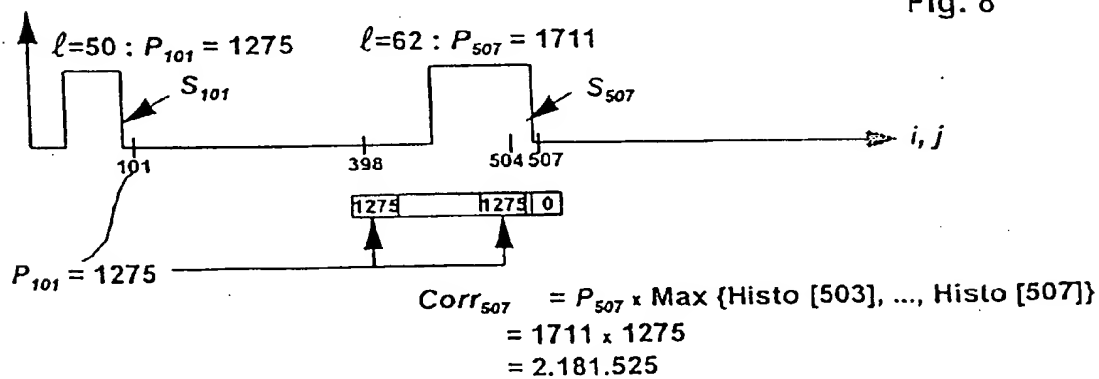 Fig. 8
ℓ=50 : P101 = 1275
ℓ=62 : P507 = 1711
S101
S507
i, j
101
398
504 507
1275 1275 0
P101 = 1275
Corr507 = P507 x Max {Histo [503], ..., Histo [507]}
= 1711 x 1275
= 2.181.525